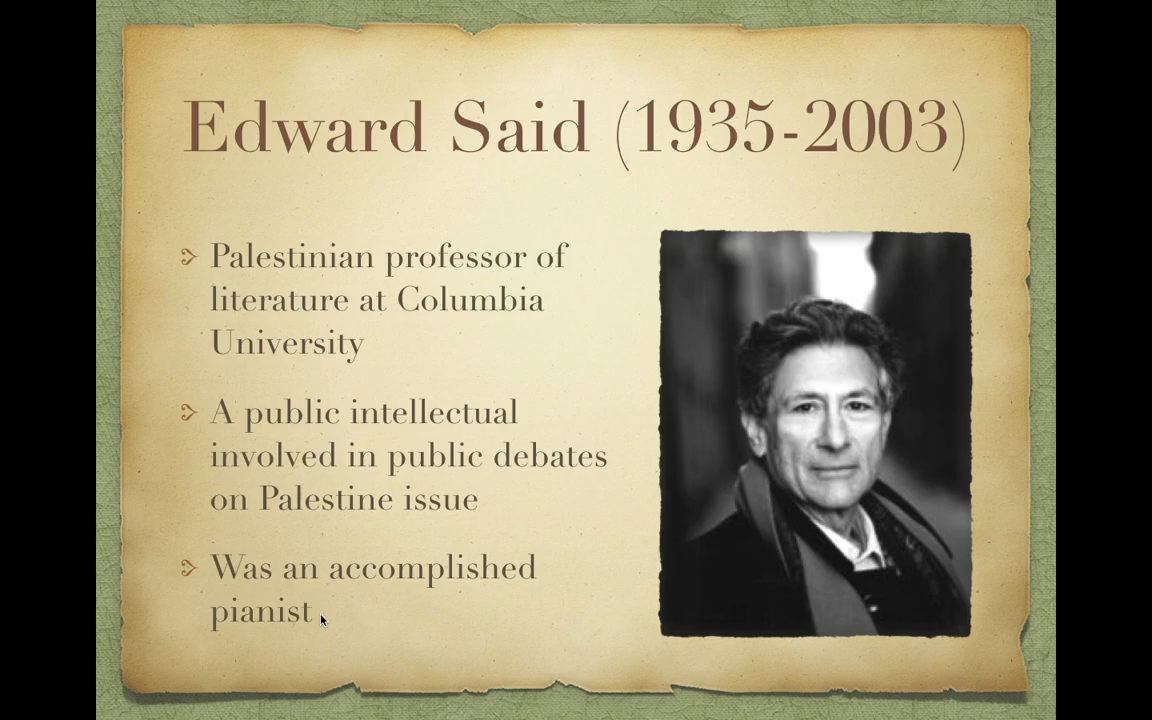 Edward Said (1935-2003)
Palestinian professor of
literature at Columbia
University
A public intellectual
involved in public debates
on Palestine issue
Was an accomplished
pianist